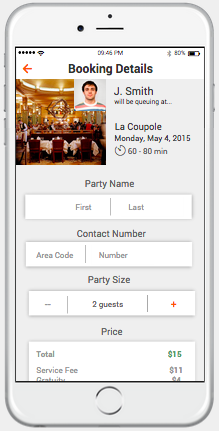 09:46 PM 80%
Booking Details
J. Smith
will be queuing at...
La Coupole
Monday, May 4, 2015
60 - 80 min
Party Name
First Last
Contact Number
Area Code Number
Party Size
– 2 guests +
Price
Total $15
Service Fee $11
Gratuity $4